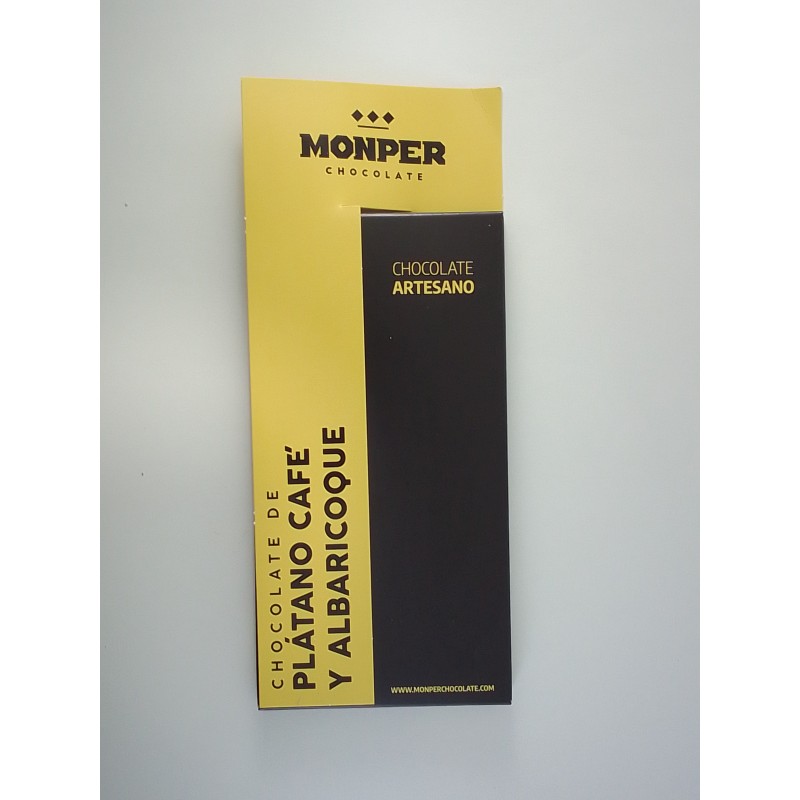 MONPER
CHOCOLATE
CHOCOLATE
ARTESANO
CHOCOLATE DE
PLÁTANO CAFÉ
Y ALBARICOQUE
WWW.MONPERCHOCOLATE.COM